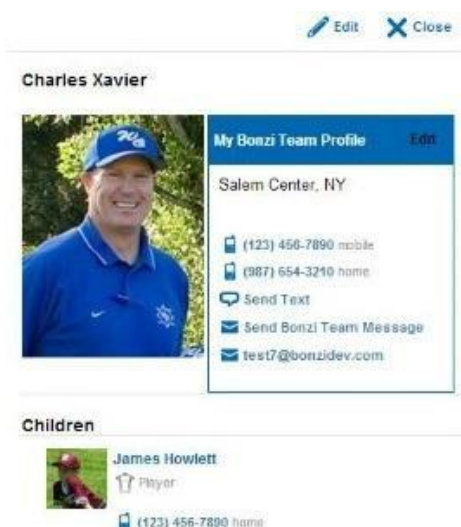 Edit Close
Charles Xavier
My Bonzi Team Profile Edit
Salem Center, NY
(123) 456-7890 mobile
(987) 654-3210 home
Send Text
Send Bonzi Team Message
test7@bonzidev.com
Children
James Howlett
Player
(123) 456-7890 home